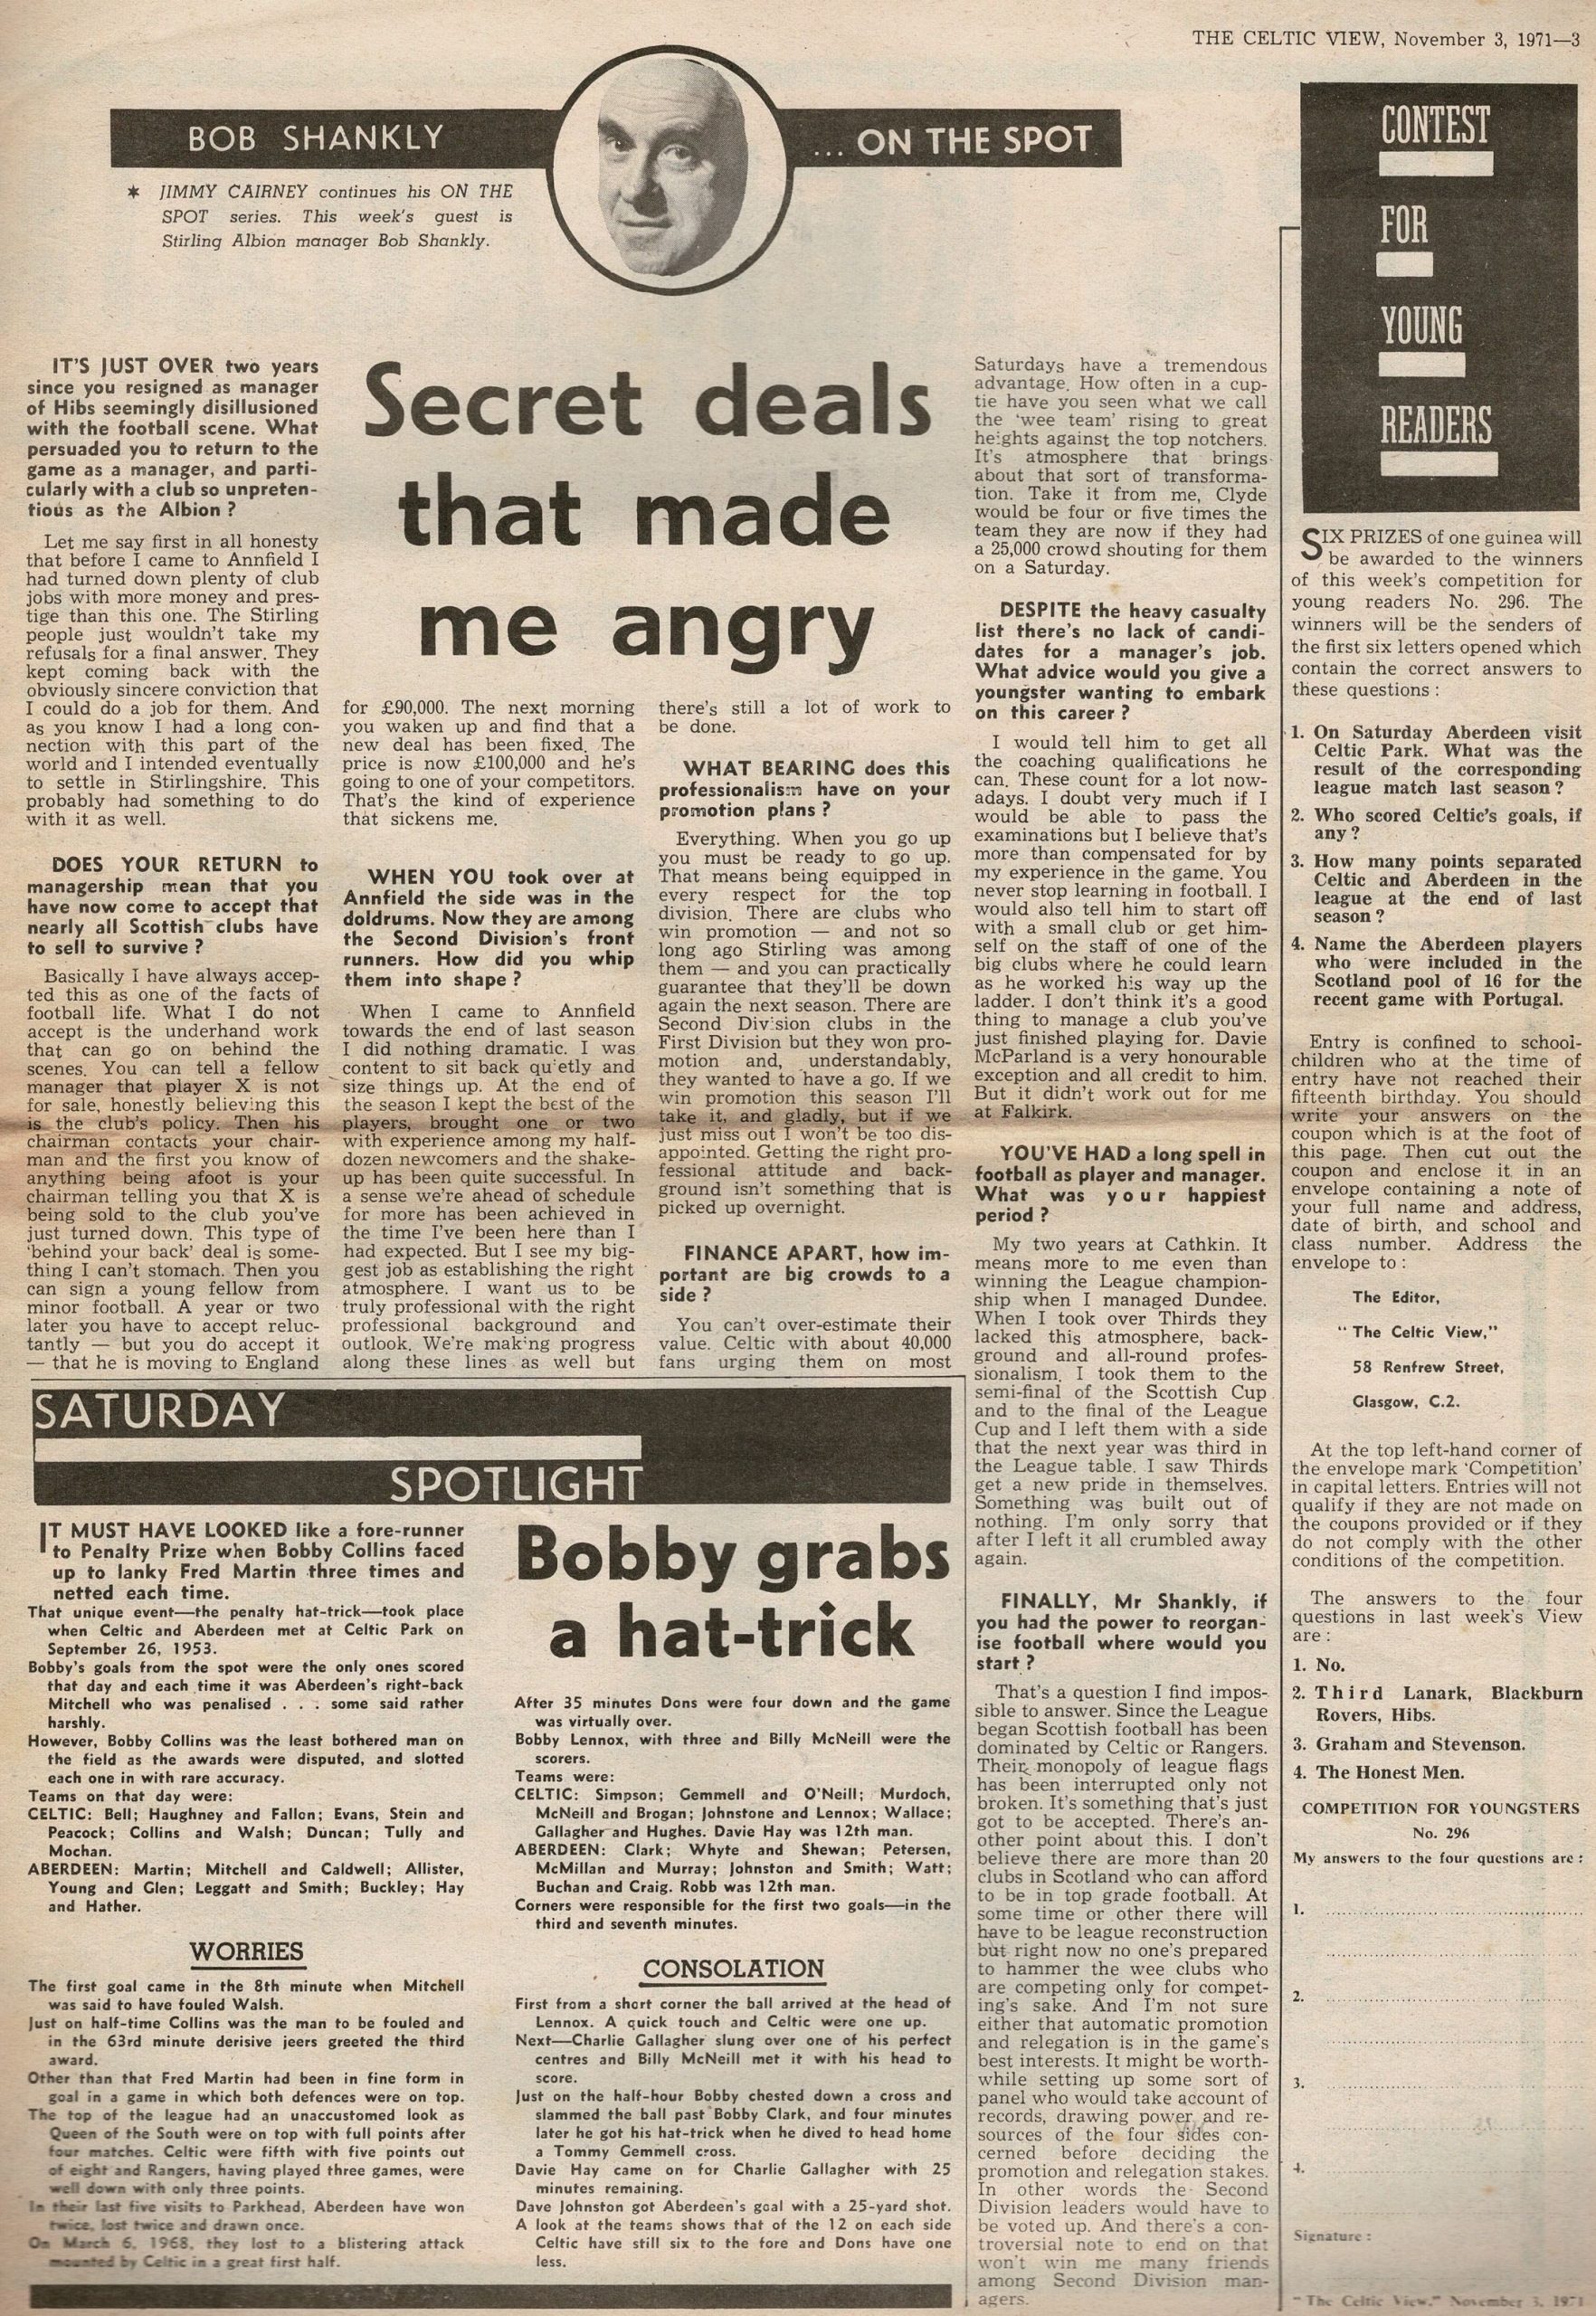 THE CELTIC VIEW, November 3, 1971—3
BOB SHANKLY
... ON THE SPOT
* JIMMY CAIRNEY continues his ON THE
SPOT series. This week's guest is
Stirling Albion manager Bob Shankly.
Secret deals
that made
me angry
IT'S JUST OVER two years
since you resigned as manager
of Hibs seemingly disillusioned
with the football scene. What
persuaded you to return to the
game as a manager, and parti-
cularly with a club so unpreten-
tious as the Albion ?
Let me say first in all honesty
that before I came to Annfield I
had turned down plenty of club
jobs with more money and pres-
tige than this one. The Stirling
people just wouldn't take my
refusals for a final answer. They
kept coming back with the
obviously sincere conviction that
I could do a job for them. And
as you know I had a long con-
nection with this part of the
world and I intended eventually
to settle in Stirlingshire. This
probably had something to do
with it as well.
DOES YOUR RETURN to
managership mean that you
have now come to accept that
nearly all Scottish clubs have
to sell to survive ?
Basically I have always accep-
ted this as one of the facts of
football life. What I do not
accept is the underhand work
that can go on behind the
scenes. You can tell a fellow
manager that player X is not
for sale, honestly believing this
is the club's policy. Then his
chairman contacts your chair-
man and the first you know of
anything being afoot is your
chairman telling you that X is
being sold to the club you've
just turned down. This type of
'behind your back' deal is some-
thing I can't stomach. Then you
can sign a young fellow from
minor football. A year or two
later you have to accept reluc-
tantly — but you do accept it
— that he is moving to England
for £90,000. The next morning
you waken up and find that a
new deal has been fixed. The
price is now £100,000 and he's
going to one of your competitors.
That's the kind of experience
that sickens me.
WHEN YOU took over at
Annfield the side was in the
doldrums. Now they are among
the Second Division's front
runners. How did you whip
them into shape ?
When I came to Annfield
towards the end of last season
I did nothing dramatic. I was
content to sit back quietly and
size things up. At the end of
the season I kept the best of the
players, brought one or two
with experience among my half-
dozen newcomers and the shake-
up has been quite successful. In
a sense we're ahead of schedule
for more has been achieved in
the time I've been here than I
had expected. But I see my big-
gest job as establishing the right
atmosphere. I want us to be
truly professional with the right
professional background and
outlook. We're making progress
along these lines as well but
there's still a lot of work to
be done.
WHAT BEARING does this
professionalism have on your
promotion plans ?
Everything. When you go up
you must be ready to go up.
That means being equipped in
every respect for the top
division. There are clubs who
win promotion — and not so
long ago Stirling was among
them — and you can practically
guarantee that they'll be down
again the next season. There are
Second Division clubs in the
First Division but they won pro-
motion and, understandably,
they wanted to have a go. If we
win promotion this season I'll
take it, and gladly, but if we
just miss out I won't be too dis-
appointed. Getting the right pro-
fessional attitude and back-
ground isn't something that is
picked up overnight.
FINANCE APART, how im-
portant are big crowds to a
side ?
You can't over-estimate their
value. Celtic with about 40,000
fans urging them on most
Saturdays have a tremendous
advantage. How often in a cup-
tie have you seen what we call
the 'wee team' rising to great
heights against the top notchers.
It's atmosphere that brings
about that sort of transforma-
tion. Take it from me, Clyde
would be four or five times the
team they are now if they had
a 25,000 crowd shouting for them
on a Saturday.
DESPITE the heavy casualty
list there's no lack of candi-
dates for a manager's job.
What advice would you give a
youngster wanting to embark
on this career ?
I would tell him to get all
the coaching qualifications he
can. These count for a lot now-
adays. I doubt very much if I
would be able to pass the
examinations but I believe that's
more than compensated for by
my experience in the game. You
never stop learning in football. I
would also tell him to start off
with a small club or get him-
self on the staff of one of the
big clubs where he could learn
as he worked his way up the
ladder. I don't think it's a good
thing to manage a club you've
just finished playing for. Davie
McParland is a very honourable
exception and all credit to him.
But it didn't work out for me
at Falkirk.
YOU'VE HAD a long spell in
football as player and manager.
What was your happiest
period ?
My two years at Cathkin. It
means more to me even than
winning the League champion-
ship when I managed Dundee.
When I took over Thirds they
lacked this atmosphere, back-
ground and all-round profes-
sionalism. I took them to the
semi-final of the Scottish Cup
and to the final of the League
Cup and I left them with a side
that the next year was third in
the League table. I saw Thirds
get a new pride in themselves.
Something was built out of
nothing. I'm only sorry that
after I left it all crumbled away
again.
FINALLY, Mr Shankly, if
you had the power to reorgan-
ise football where would you
start ?
That's a question I find impos-
sible to answer. Since the League
began Scottish football has been
dominated by Celtic or Rangers.
Their monopoly of league flags
has been interrupted only not
broken. It's something that's just
got to be accepted. There's an-
other point about this. I don't
believe there are more than 20
clubs in Scotland who can afford
to be in top grade football. At
some time or other there will
have to be league reconstruction
but right now no one's prepared
to hammer the wee clubs who
are competing only for compet-
ing's sake. And I'm not sure
either that automatic promotion
and relegation is in the game's
best interests. It might be worth-
while setting up some sort of
panel who would take account of
records, drawing power and re-
sources of the four sides con-
cerned before deciding the
promotion and relegation stakes.
In other words the Second
Division leaders would have to
be voted up. And there's a con-
troversial note to end on that
won't win me many friends
among Second Division man-
agers.
SATURDAY
SPOTLIGHT
Bobby grabs
a hat-trick
IT MUST HAVE LOOKED like a fore-runner
to Penalty Prize when Bobby Collins faced
up to lanky Fred Martin three times and
netted each time.
That unique event—the penalty hat-trick—took place
when Celtic and Aberdeen met at Celtic Park on
September 26, 1953.
Bobby's goals from the spot were the only ones scored
that day and each time it was Aberdeen's right-back
Mitchell who was penalised . . . some said rather
harshly.
However, Bobby Collins was the least bothered man on
the field as the awards were disputed, and slotted
each one in with rare accuracy.
Teams on that day were:
CELTIC: Bell; Haughney and Fallon; Evans, Stein and
Peacock; Collins and Walsh; Duncan; Tully and
Mochan.
ABERDEEN: Martin; Mitchell and Caldwell; Allister,
Young and Glen; Leggatt and Smith; Buckley; Hay
and Hather.
WORRIES
The first goal came in the 8th minute when Mitchell
was said to have fouled Walsh.
Just on half-time Collins was the man to be fouled and
in the 63rd minute derisive jeers greeted the third
award.
Other than that Fred Martin had been in fine form in
goal in a game in which both defences were on top.
The top of the league had an unaccustomed look as
Queen of the South were on top with full points after
four matches. Celtic were fifth with five points out
of eight and Rangers, having played three games, were
well down with only three points.
In their last five visits to Parkhead, Aberdeen have won
twice, lost twice and drawn once.
On March 6, 1968, they lost to a blistering attack
mounted by Celtic in a great first half.
After 35 minutes Dons were four down and the game
was virtually over.
Bobby Lennox, with three and Billy McNeill were the
scorers.
Teams were:
CELTIC: Simpson; Gemmell and O'Neill; Murdoch,
McNeill and Brogan; Johnstone and Lennox; Wallace;
Gallagher and Hughes. Davie Hay was 12th man.
ABERDEEN: Clark; Whyte and Shewan; Petersen,
McMillan and Murray; Johnston and Smith; Watt;
Buchan and Craig. Robb was 12th man.
Corners were responsible for the first two goals—in the
third and seventh minutes.
CONSOLATION
First from a short corner the ball arrived at the head of
Lennox. A quick touch and Celtic were one up.
Next—Charlie Gallagher slung over one of his perfect
centres and Billy McNeill met it with his head to
score.
Just on the half-hour Bobby chested down a cross and
slammed the ball past Bobby Clark, and four minutes
later he got his hat-trick when he dived to head home
a Tommy Gemmell cross.
Davie Hay came on for Charlie Gallagher with 25
minutes remaining.
Dave Johnston got Aberdeen's goal with a 25-yard shot.
A look at the teams shows that of the 12 on each side
Celtic have still six to the fore and Dons have one
less.
CONTEST
FOR
YOUNG
READERS
SIX PRIZES of one guinea will
be awarded to the winners
of this week's competition for
young readers No. 296. The
winners will be the senders of
the first six letters opened which
contain the correct answers to
these questions :
1. On Saturday Aberdeen visit
Celtic Park. What was the
result of the corresponding
league match last season ?
2. Who scored Celtic's goals, if
any ?
3. How many points separated
Celtic and Aberdeen in the
league at the end of last
season ?
4. Name the Aberdeen players
who were included in the
Scotland pool of 16 for the
recent game with Portugal.
Entry is confined to school-
children who at the time of
entry have not reached their
fifteenth birthday. You should
write your answers on the
coupon which is at the foot of
this page. Then cut out the
coupon and enclose it in an
envelope containing a note of
your full name and address,
date of birth, and school and
class number. Address the
envelope to :
The Editor,
"The Celtic View,"
58 Renfrew Street,
Glasgow, C.2.
At the top left-hand corner of
the envelope mark 'Competition'
in capital letters. Entries will not
qualify if they are not made on
the coupons provided or if they
do not comply with the other
conditions of the competition.
The answers to the four
questions in last week's View
are :
1. No.
2. Third Lanark, Blackburn
Rovers, Hibs.
3. Graham and Stevenson.
4. The Honest Men.
COMPETITION FOR YOUNGSTERS
No. 296
My answers to the four questions are :
1.
2.
3.
4.
Signature :
"The Celtic View," November 3, 1971